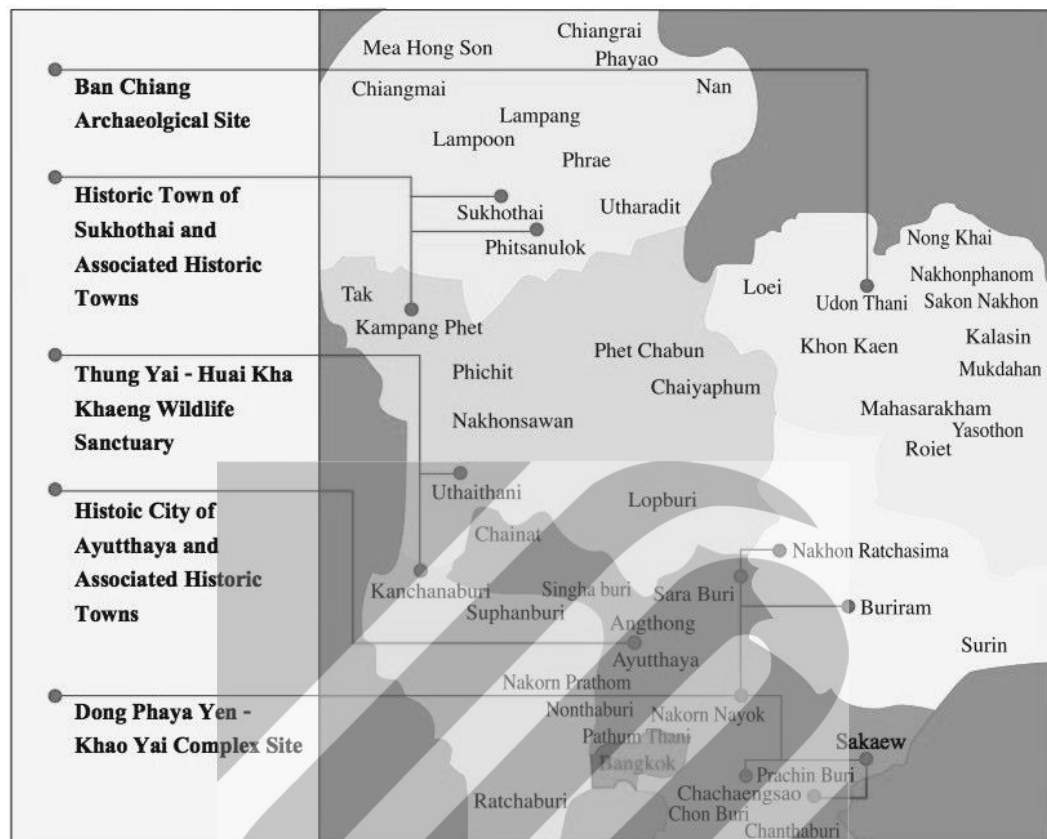 Ban Chiang
Archaeolgical Site
Historic Town of
Sukhothai and
Associated Historic
Towns
Thung Yai - Huai Kha
Khaeng Wildlife
Sanctuary
Histoic City of
Ayutthaya and
Associated Historic
Towns
Dong Phaya Yen -
Khao Yai Complex Site
Chiangrai
Mea Hong Son
Phayao
Chiangmai
Nan
Lampang
Lampoon
Phrae
Utharadit
Sukhothai
Phitsanulok
Nong Khai
Nakhonphanom
Loei
Udon Thani
Sakon Nakhon
Tak
Kampang Phet
Kalasin
Khon Kaen
Phet Chabun
Mukdahan
Phichit
Chaiyaphum
Mahasarakham
Nakhonsawan
Yasothon
Roiet
Uthaithani
Lopburi
Chainat
Nakhon Ratchasima
Kanchanaburi
Singha buri
Sara Buri
Suphanburi
Buriram
Angthong
Surin
Ayutthaya
Nakorn Prathom
Nonthaburi
Nakorn Nayok
Pathum Thani
Sakaew
Bangkok
Prachin Buri
Chachaengsao
Ratchaburi
Chon Buri
Chanthaburi